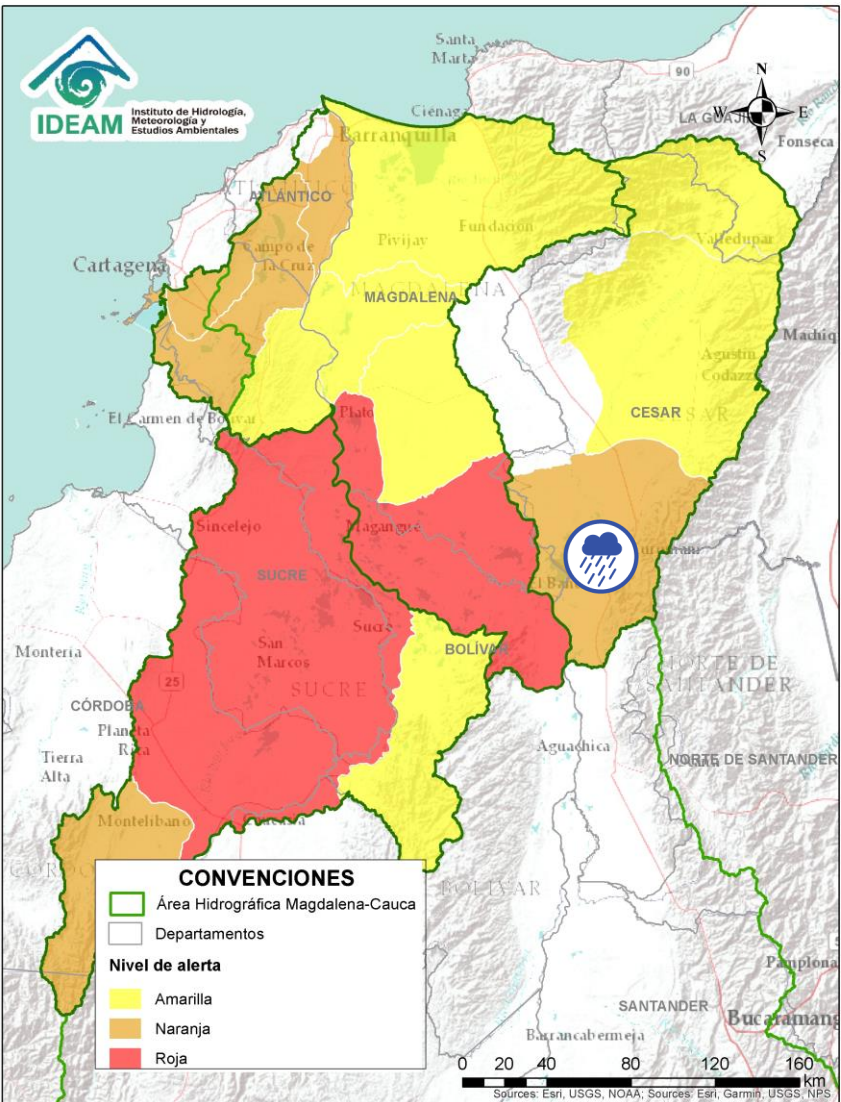 IDEAM
Instituto de Hidrología,
Meteorología y
Estudios Ambientales
Santa
Marta
90
N
W
E
S
Ciénaga
LA GUAJIRA
Fonseca
Barranquilla
ATLÁNTICO
ATLÁNTICO
Valledupar
Pivijay
Fundación
Campo de
la Cruz
Cartagena
MAGDALENA
MAGDALENA
Agustín
Codazzi
CESAR
CESAR
El Carmen de Bolívar
Plato
Sincelejo
Magangué
SUCRE
Sucre
San
Marcos
BOLÍVAR
SUCRE
Montería
25
NORTE DE
SANTANDER
CÓRDOBA
Planeta
Rica
Tierra
Alta
Aguachica
NORTE DE SANTANDER
Montelíbano
BOLÍVAR
CONVENCIONES
Área Hidrográfica Magdalena-Cauca
Departamentos
Nivel de alerta
Amarilla
Naranja
Roja
Pamplona
SANTANDER
Bucaramang
Barrancabermeja
0 20 40 80 120 160
km
Sources: Esri, USGS, NOAA; Sources: Esri, Garmin, USGS, NPS